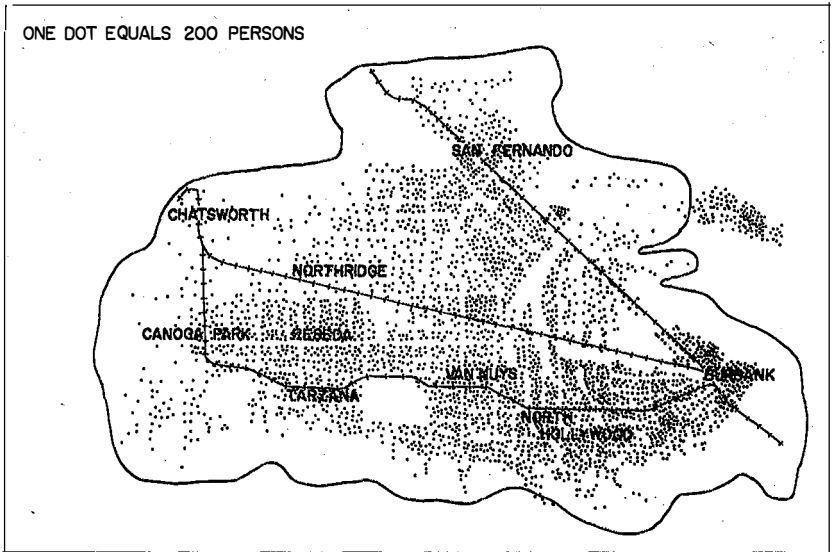 ONE DOT EQUALS 200 PERSONS
SAN FERNANDO
CHATSWORTH
NORTHRIDGE
CANOGA PARK
RESEDA
VAN NUYS
BURBANK
TARZANA
NORTH
HOLLYWOOD